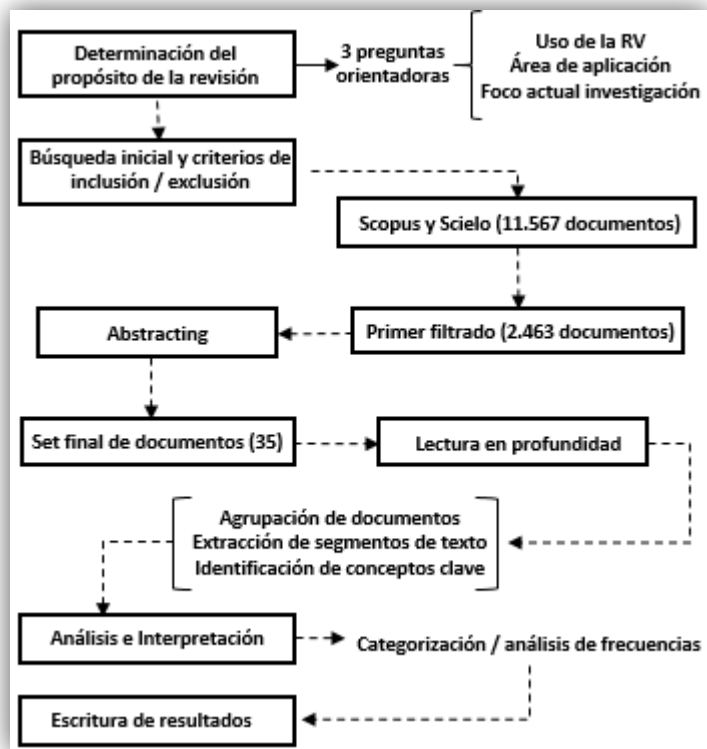 Determinación del
propósito de la revisión
3 preguntas
orientadoras
Uso de la RV
Área de aplicación
Foco actual investigación
Búsqueda inicial y criterios de
inclusión / exclusión
Scopus y Scielo (11.567 documentos)
Primer filtrado (2.463 documentos)
Abstracting
Set final de documentos (35)
Lectura en profundidad
Agrupación de documentos
Extracción de segmentos de texto
Identificación de conceptos clave
Análisis e Interpretación
Categorización / análisis de frecuencias
Escritura de resultados